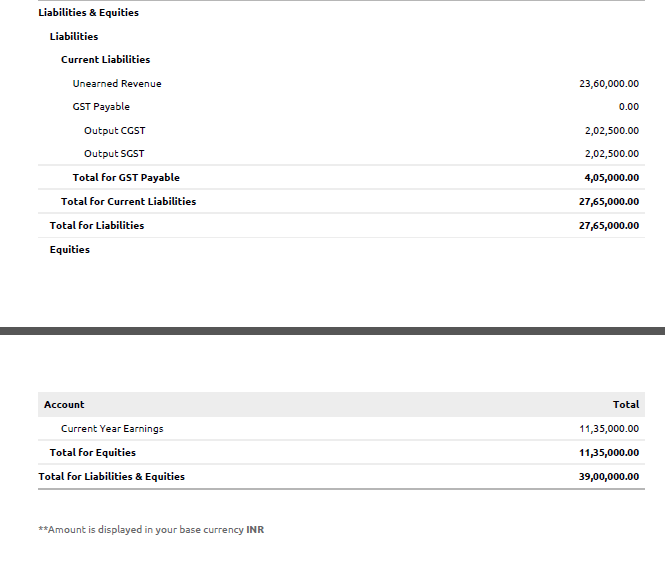 Liabilities & Equities
Liabilities
Current Liabilities
Unearned Revenue 23,60,000.00
GST Payable 0.00
Output CGST 2,02,500.00
Output SGST 2,02,500.00
Total for GST Payable 4,05,000.00
Total for Current Liabilities 27,65,000.00
Total for Liabilities 27,65,000.00
Equities
Account Total
Current Year Earnings 11,35,000.00
Total for Equities 11,35,000.00
Total for Liabilities & Equities 39,00,000.00
**Amount is displayed in your base currency INR